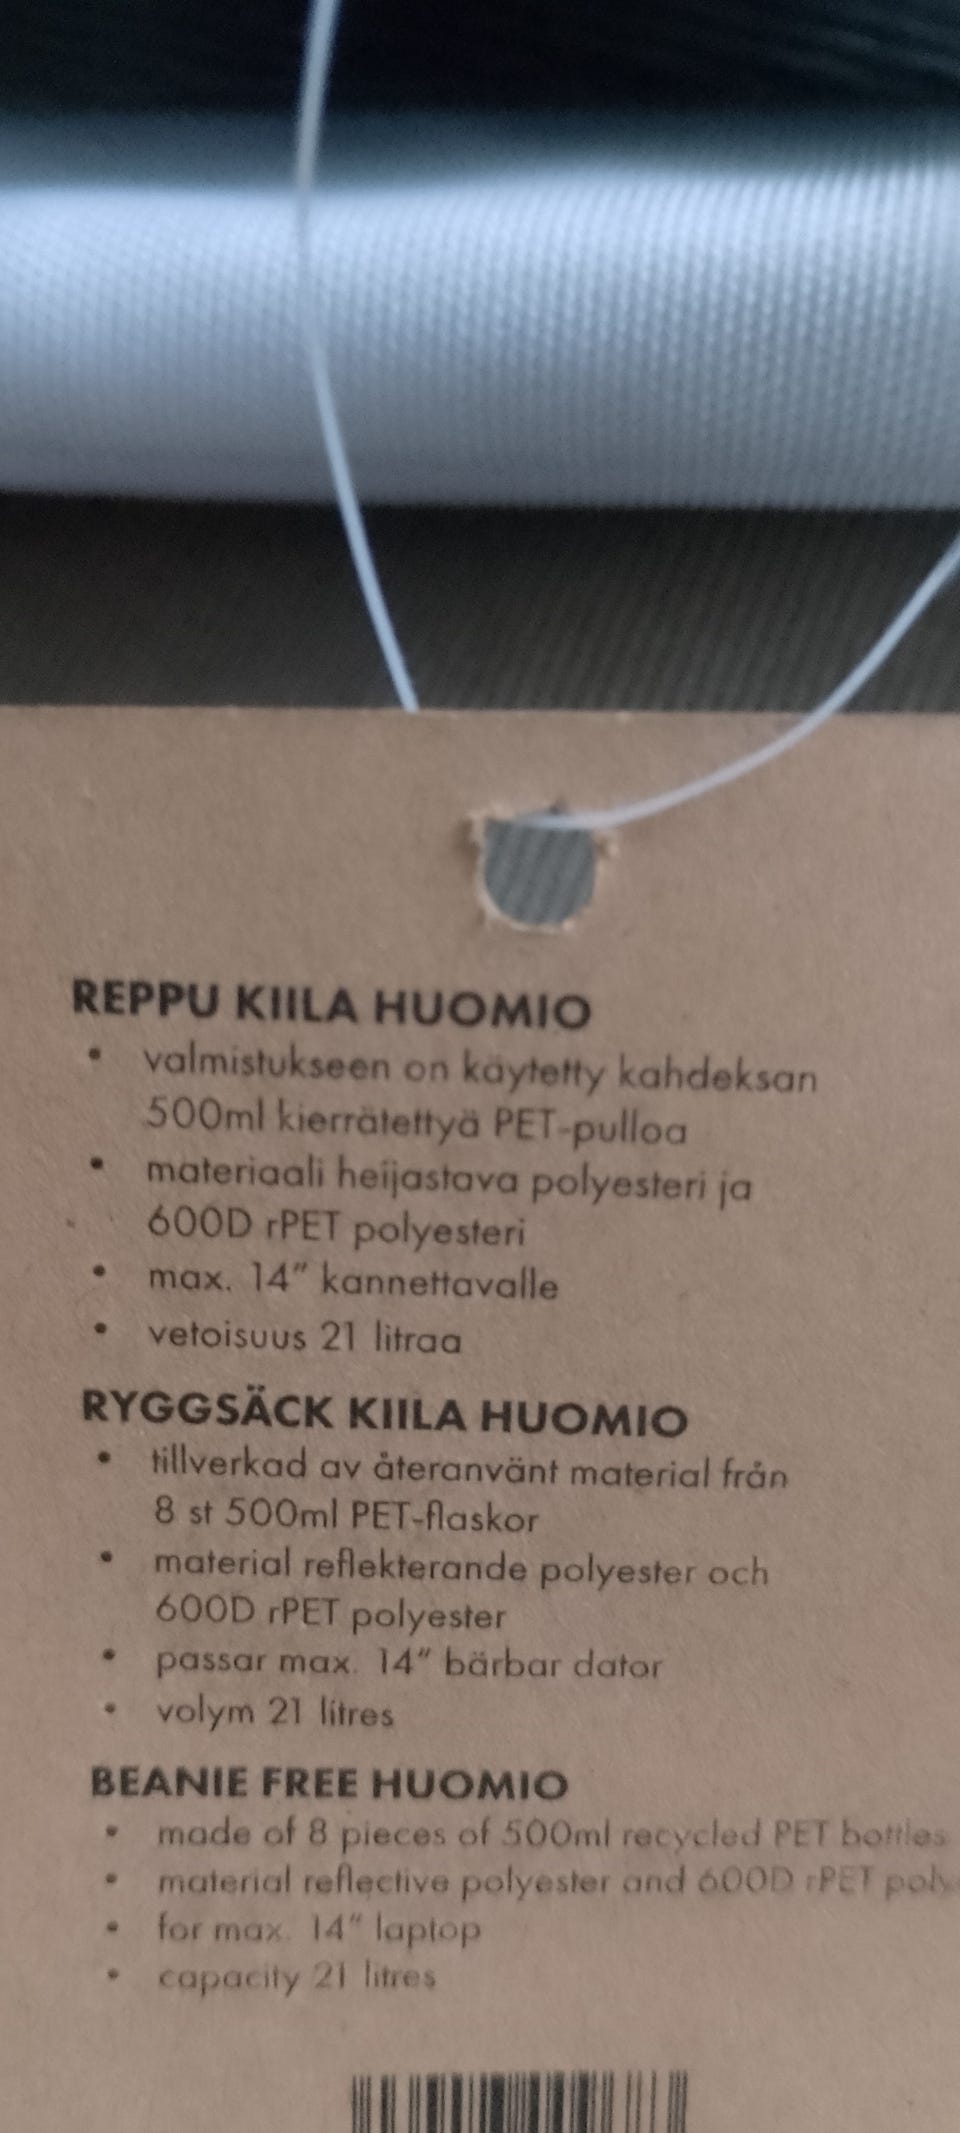 REPPU KIILA HUOMIO
• valmistukseen on käytetty kahdeksan
500ml kierrätettyä PET-pulloa
• materiaali heijastava polyesteri ja
600D rPET polyesteri
• max. 14" kannettavalle
• vetoisuus 21 litraa
RYGGSÄCK KIILA HUOMIO
• tillverkad av återanvänt material från
8 st 500ml PET-flaskor
• material reflekterande polyester och
600D rPET polyester
• passar max. 14" bärbar dator
• volym 21 litres
BEANIE FREE HUOMIO
• made of 8 pieces of 500ml recycled PET bottles
• material reflective polyester and 600D rPET
• for max. 14" laptop
• capacity 21 litres